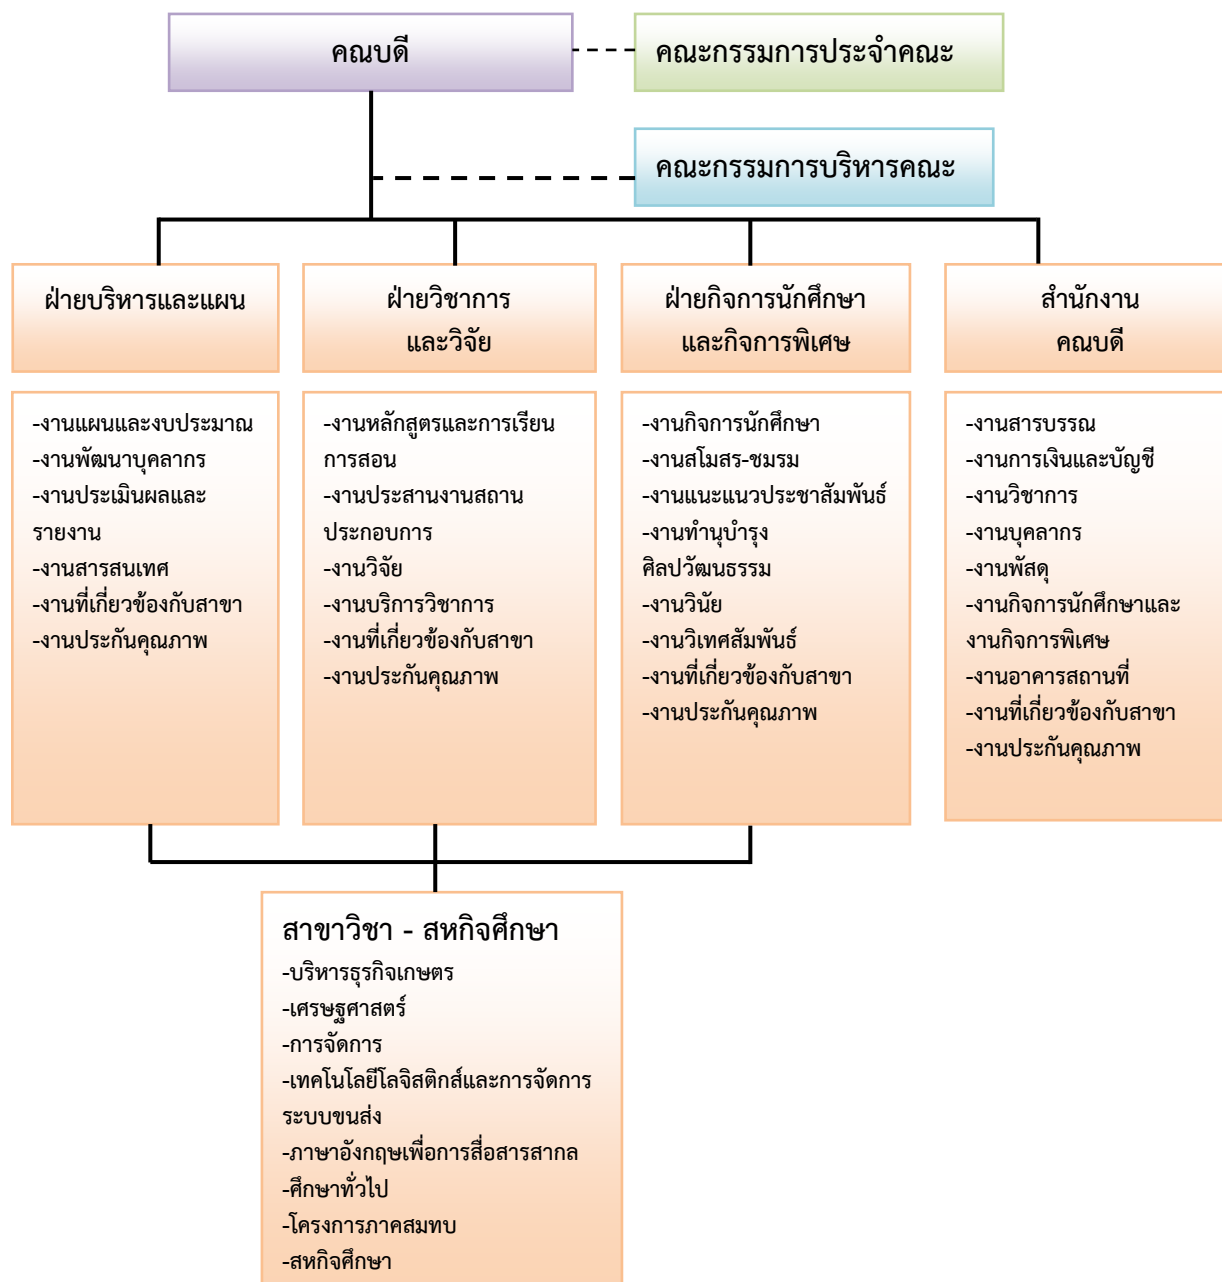 คณบดี
คณะกรรมการประจำคณะ
คณะกรรมการบริหารคณะ
ฝ่ายบริหารและแผน
ฝ่ายวิชาการ
และวิจัย
ฝ่ายกิจการนักศึกษา
และกิจการพิเศษ
สำนักงาน
คณบดี
-งานแผนและงบประมาณ
-งานพัฒนาบุคลากร
-งานประเมินผลและ
รายงาน
-งานสารสนเทศ
-งานที่เกี่ยวข้องกับสาขา
-งานประกันคุณภาพ
-งานหลักสูตรและการเรียน
การสอน
-งานประสานงานสถาน
ประกอบการ
-งานวิจัย
-งานบริการวิชาการ
-งานที่เกี่ยวข้องกับสาขา
-งานประกันคุณภาพ
-งานกิจการนักศึกษา
-งานสโมสร-ชมรม
-งานแนะแนวประชาสัมพันธ์
-งานทำนุบำรุง
ศิลปวัฒนธรรม
-งานวินัย
-งานวิเทศสัมพันธ์
-งานที่เกี่ยวข้องกับสาขา
-งานประกันคุณภาพ
-งานสารบรรณ
-งานการเงินและบัญชี
-งานวิชาการ
-งานบุคลากร
-งานพัสดุ
-งานกิจการนักศึกษาและ
งานกิจการพิเศษ
-งานอาคารสถานที่
-งานที่เกี่ยวข้องกับสาขา
-งานประกันคุณภาพ
สาขาวิชา - สหกิจศึกษา
-บริหารธุรกิจเกษตร
-เศรษฐศาสตร์
-การจัดการ
-เทคโนโลยีโลจิสติกส์และการจัดการ
ระบบขนส่ง
-ภาษาอังกฤษเพื่อการสื่อสารสากล
-ศึกษาทั่วไป
-โครงการภาคสมทบ
-สหกิจศึกษา